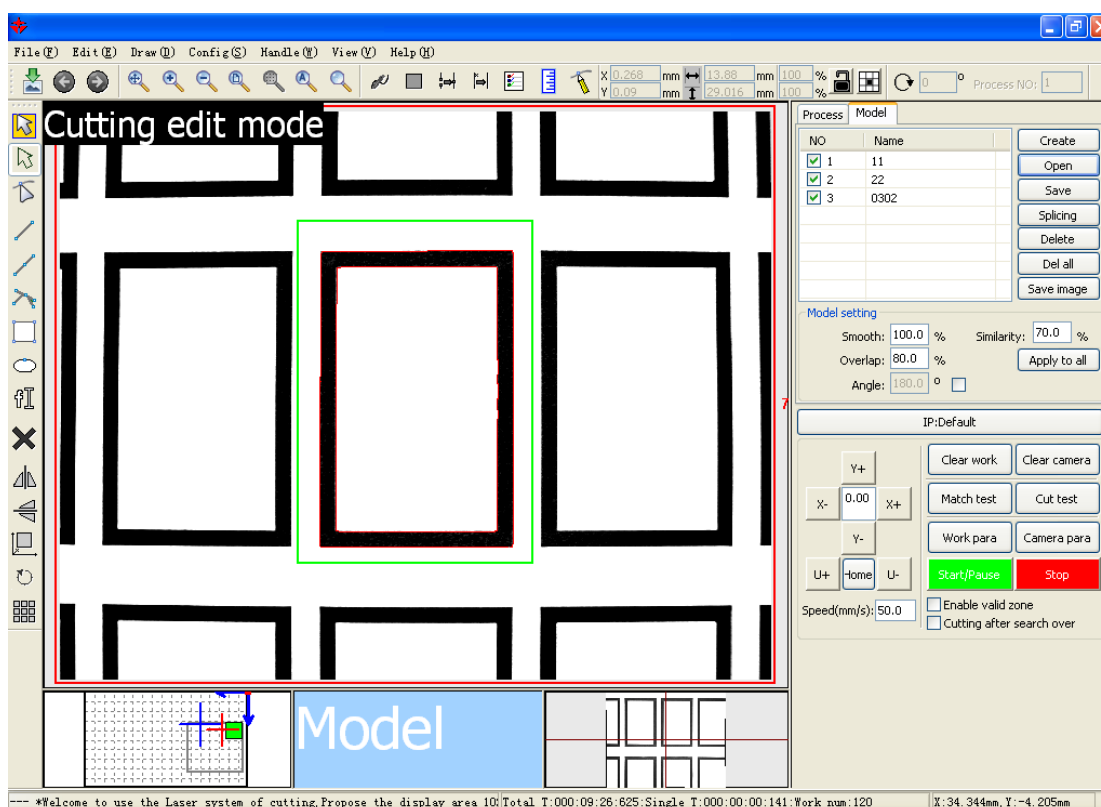 File(F) Edit(E) Draw(D) Config(S) Handle(W) View(V) Help(H)
X 0.268 mm 13.88 mm 100 %
Y 0.09 mm 29.016 mm 100 %
0 ° Process NO: 1
Cutting edit mode
Process Model
NO Name
1 11
2 22
3 0302
Create
Open
Save
Splicing
Delete
Del all
Save image
Model setting
Smooth: 100.0 % Similarity: 70.0 %
Overlap: 80.0 % Apply to all
Angle: 180.0 °
7
IP:Default
Y+
X- 0.00 X+
Y-
U+ Home U-
Speed(mm/s): 50.0
Clear work Clear camera
Match test Cut test
Work para Camera para
Start/Pause Stop
Enable valid zone
Cutting after search over
Model
--- *Welcome to use the Laser system of cutting,Propose the display area 10 Total T:000:09:26:625:Single T:000:00:00:141:Work num:120 X:34.344mm,Y:-4.205mm